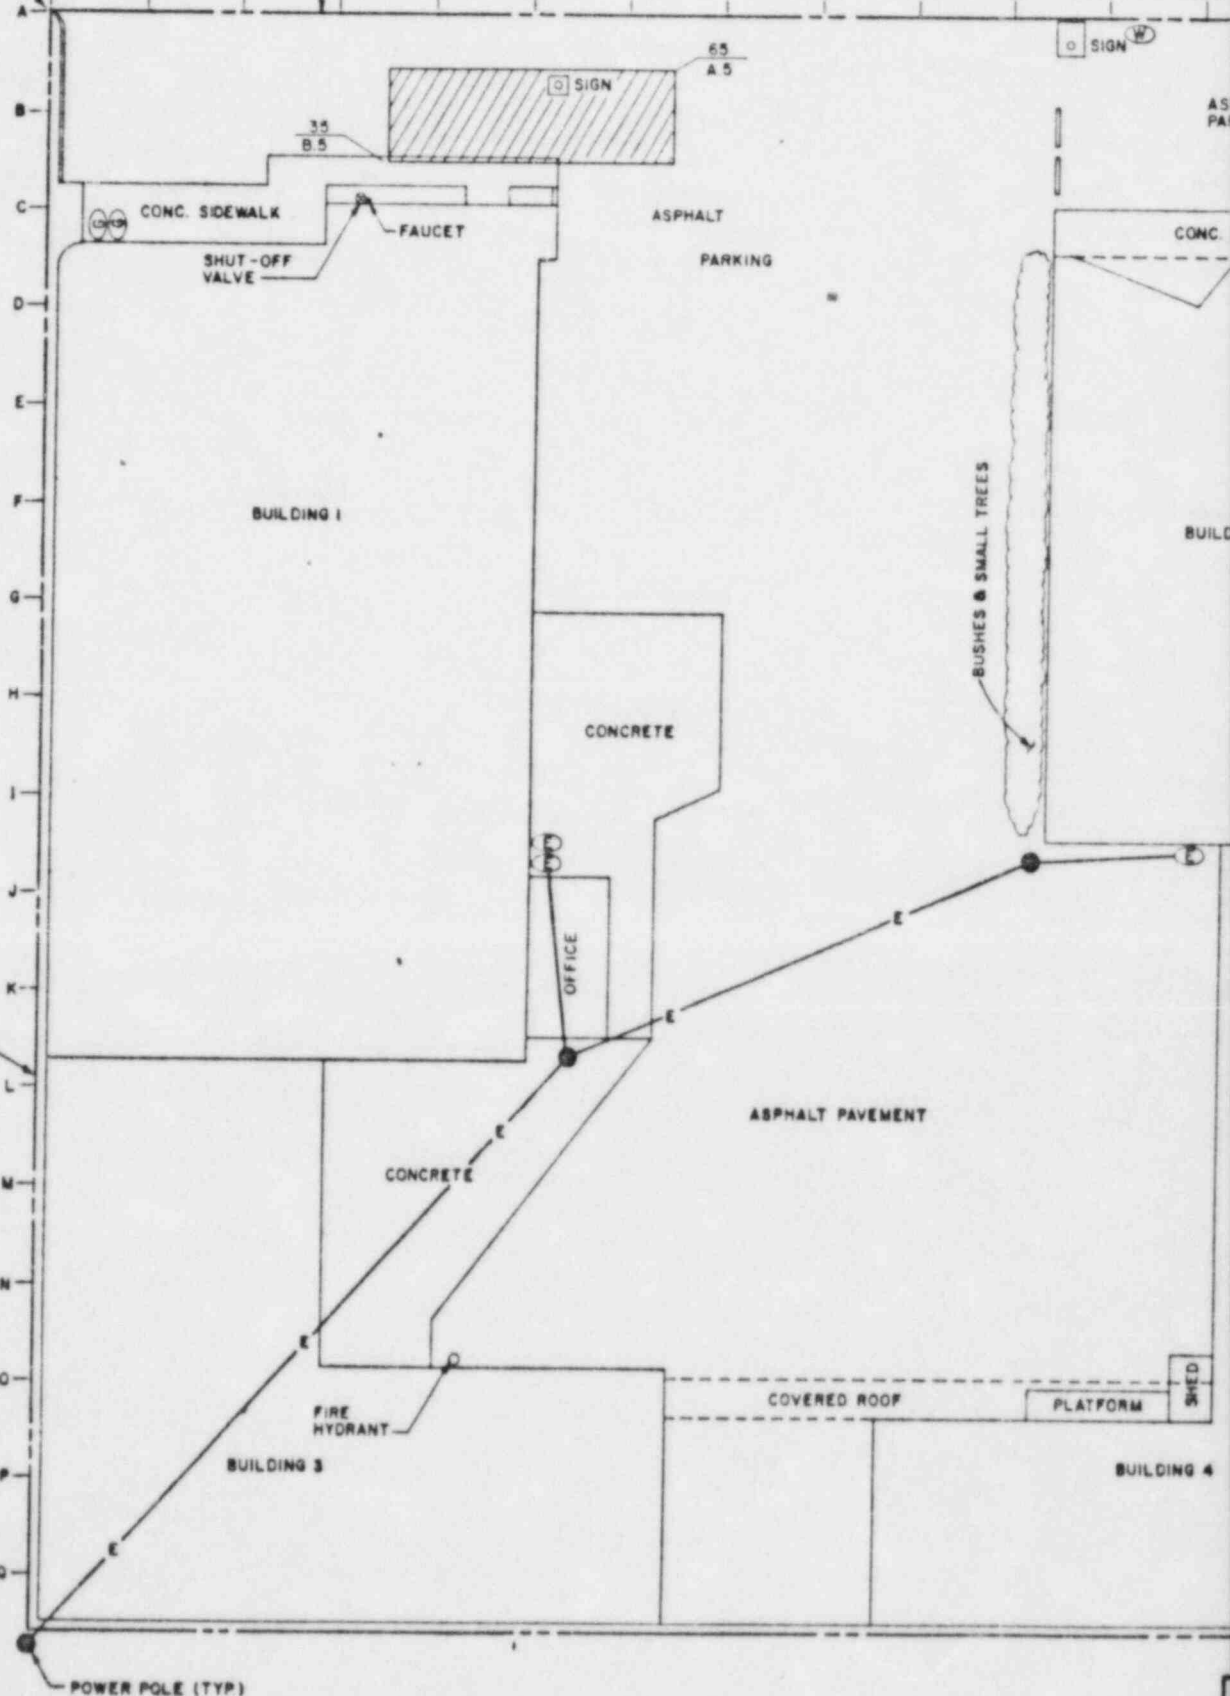 A
65
A.5
SIGN
SIGN
W
B
35
B.5
C
CONC. SIDEWALK
FAUCET
SHUT-OFF
VALVE
ASPHALT
PARKING
CONC.
D
E
F
BUILDING 1
BUSHES & SMALL TREES
G
H
CONCRETE
I
J
OFFICE
E
K
E
L
E
ASPHALT PAVEMENT
M
CONCRETE
N
E
O
COVERED ROOF
PLATFORM
SHED
FIRE
HYDRANT
P
BUILDING 3
BUILDING 4
E
Q
POWER POLE (TYP.)